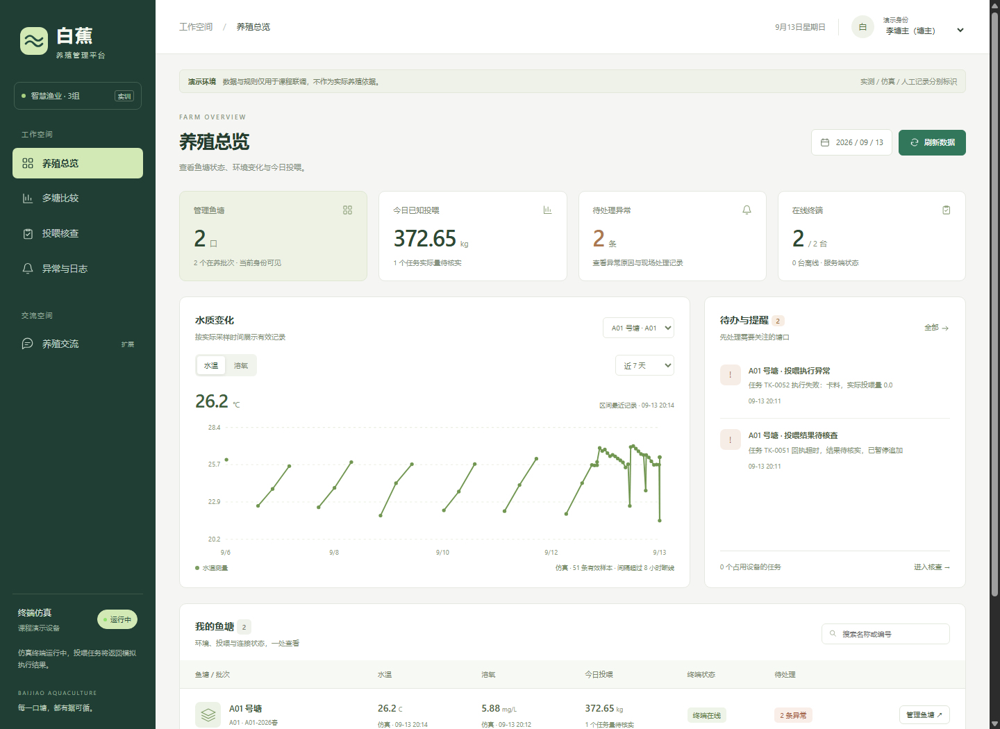 白蕉
养殖管理平台
智慧渔业 · 3组
实训
工作空间
养殖总览
多塘比较
投喂核查
异常与日志
交流空间
养殖交流
扩展
终端仿真
课程演示设备
运行中
仿真终端运行中，投喂任务将返回模拟
执行结果。
BAIJIAO AQUACULTURE
每一口塘，都有据可循。
工作空间 / 养殖总览
9月13日星期日
白
演示身份
李塘主（塘主）
演示环境 数据与规则仅用于课程联调，不作为实际养殖依据。
实测 / 仿真 / 人工记录分别标识
FARM OVERVIEW
养殖总览
查看鱼塘状态、环境变化与今日投喂。
2026 / 09 / 13
刷新数据
管理鱼塘
2 口
2 个在养批次 · 当前身份可见
今日已知投喂
372.65 kg
1 个任务实际量待核实
待处理异常
2 条
查看异常原因与现场处理记录
在线终端
2 / 2 台
0 台离线 · 服务端状态
水质变化
按实际采样时间展示有效记录
A01 号塘 · A01
水温
溶氧
近 7 天
26.2 ℃
区间最近记录 · 09-13 20:14
28.4
25.7
22.9
20.2
9/6
9/8
9/10
9/12
9/13
水温测量
仿真 · 51 条有效样本 · 间隔超过 8 小时断线
待办与提醒 2
先处理需要关注的塘口
全部 →
!
A01 号塘 · 投喂执行异常
任务 TK-0052 执行失败：卡料，实际投喂量 0.0
09-13 20:11
!
A01 号塘 · 投喂结果待核查
任务 TK-0051 回执超时，结果待核实，已暂停追加
09-13 20:11
0 个占用设备的任务
进入核查 →
我的鱼塘 2
环境、投喂与连接状态，一处查看
搜索名称或编号
鱼塘 / 批次
水温
溶氧
今日投喂
终端状态
待处理
A01 号塘
A01 · A01-2026春
26.2 C
仿真 · 09-13 20:14
5.88 mg/L
仿真 · 09-13 20:12
372.65 kg
1 个任务量待核实
终端在线
2 条异常
管理鱼塘 ↗